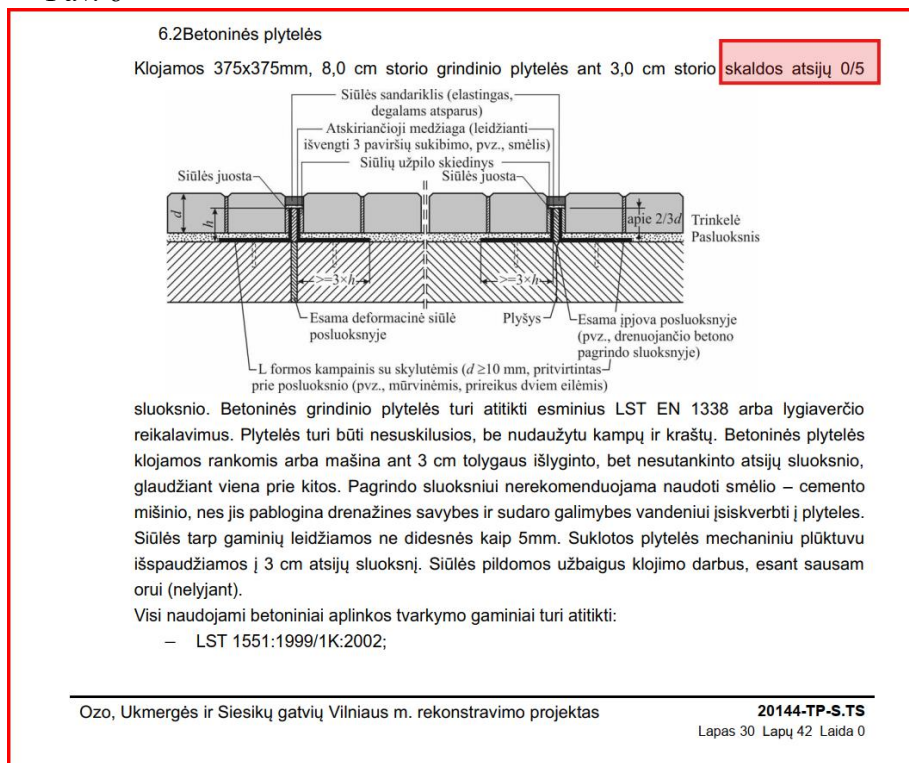 6.2Betoninės plytelės
Klojamos 375x375mm, 8,0 cm storio grindinio plytelės ant 3,0 cm storio skaldos atsijų 0/5
Siūlės sandariklis (elastingas,
degalams atsparus)
Atskiriančioji medžiaga (leidžianti
išvengti 3 paviršių sukibimo, pvz., smėlis)
Siūlių užpilo skiedinys
Siūlės juosta
Siūlės juosta
d
h
apie 2/3d
Trinkelė
Pasluoksnis
>=3×h
>=3×h
Esama deformacinė siūlė
posluoksnyje
Plyšys
Esama įpjova posluoksnyje
(pvz., drenuojančio betono
pagrindo sluoksnyje)
L formos kampainis su skylutėmis (d ≥10 mm, pritvirtintas
prie posluoksnio (pvz., mūrvinėmis, prireikus dviem eilėmis)
sluoksnio. Betoninės grindinio plytelės turi atitikti esminius LST EN 1338 arba lygiaverčio
reikalavimus. Plytelės turi būti nesuskilusios, be nudaužytu kampų ir kraštų. Betoninės plytelės
klojamos rankomis arba mašina ant 3 cm tolygaus išlyginto, bet nesutankinto atsijų sluoksnio,
glaudžiant viena prie kitos. Pagrindo sluoksniui nerekomenduojama naudoti smėlio – cemento
mišinio, nes jis pablogina drenažines savybes ir sudaro galimybes vandeniui įsiskverbti į plyteles.
Siūlės tarp gaminių leidžiamos ne didesnės kaip 5mm. Suklotos plytelės mechaniniu plūktuvu
išspaudžiamos į 3 cm atsijų sluoksnį. Siūlės pildomos užbaigus klojimo darbus, esant sausam
orui (nelyjant).
Visi naudojami betoniniai aplinkos tvarkymo gaminiai turi atitikti:
– LST 1551:1999/1K:2002;
Ozo, Ukmergės ir Siesikų gatvių Vilniaus m. rekonstravimo projektas
20144-TP-S.TS
Lapas 30 Lapų 42 Laida 0